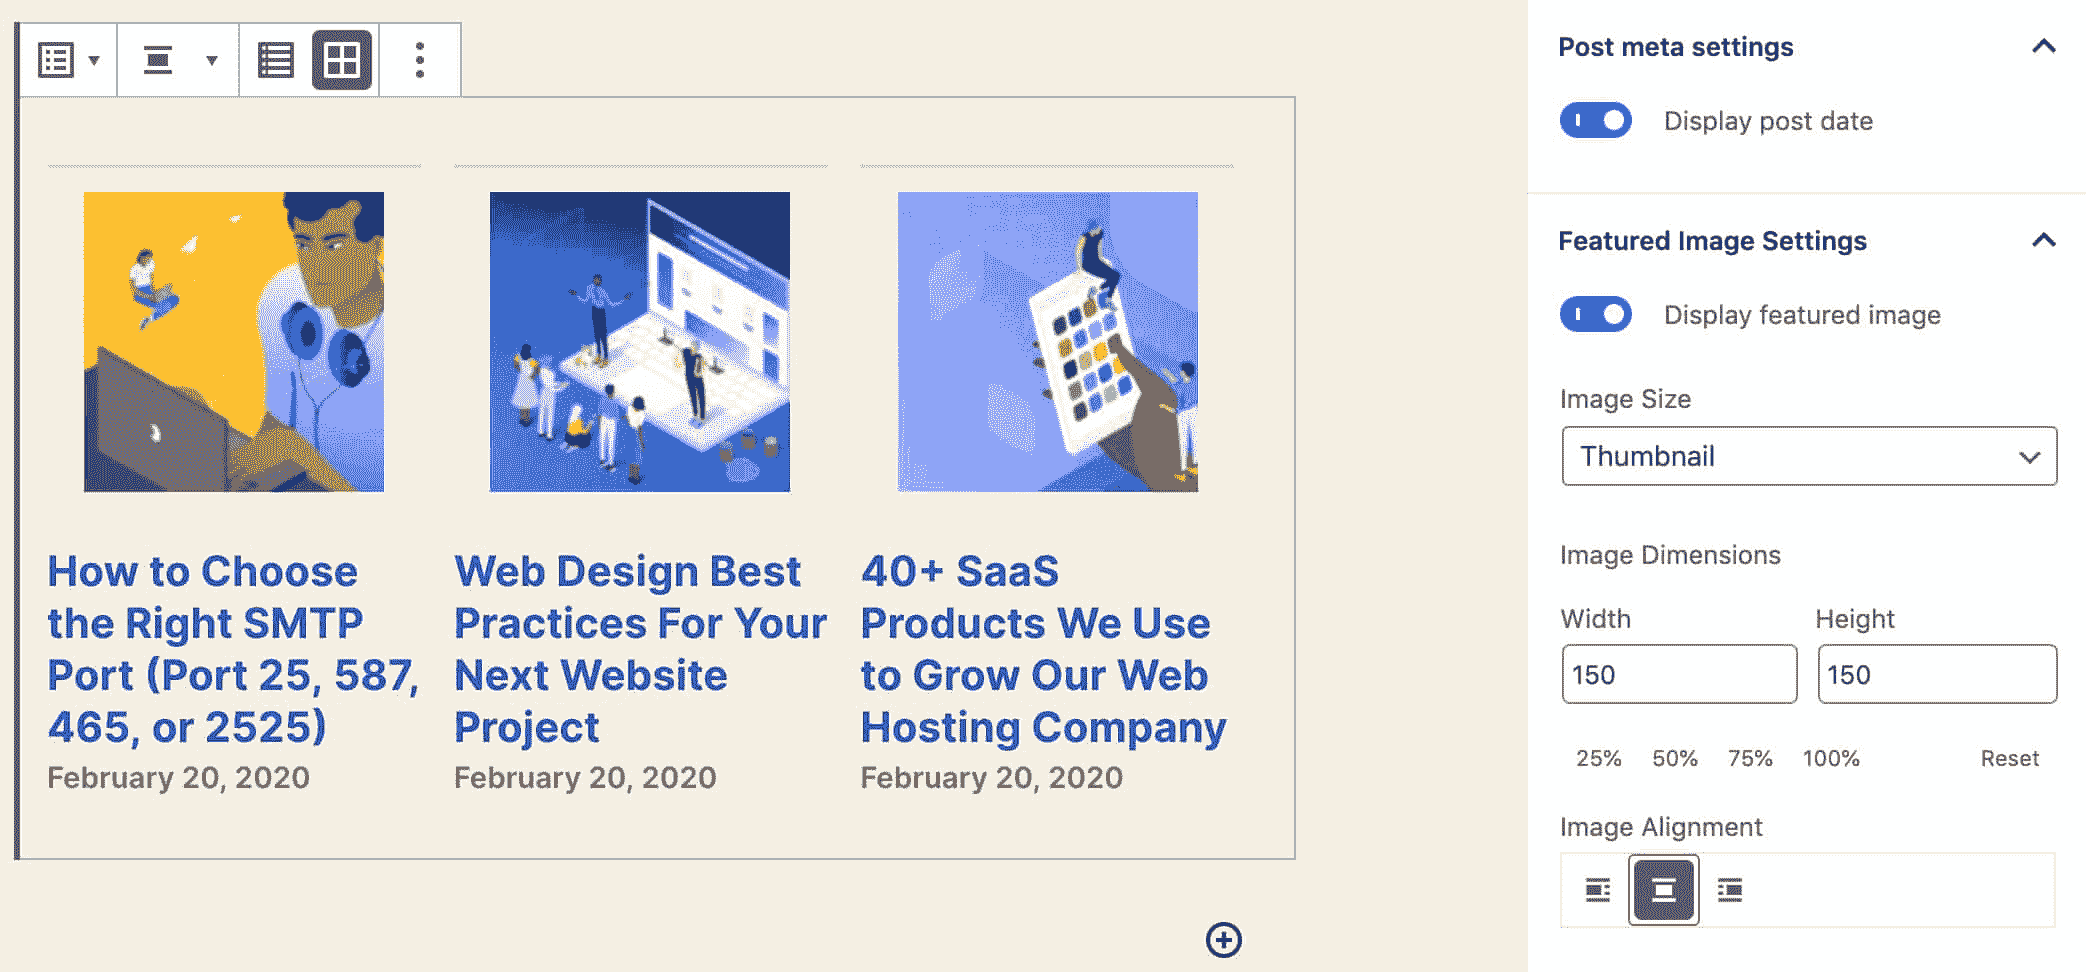 How to Choose
the Right SMTP
Port (Port 25, 587,
465, or 2525)
February 20, 2020
Web Design Best
Practices For Your
Next Website
Project
February 20, 2020
40+ SaaS
Products We Use
to Grow Our Web
Hosting Company
February 20, 2020
Post meta settings
Display post date
Featured Image Settings
Display featured image
Image Size
Thumbnail
Image Dimensions
Width Height
150 150
25% 50% 75% 100% Reset
Image Alignment